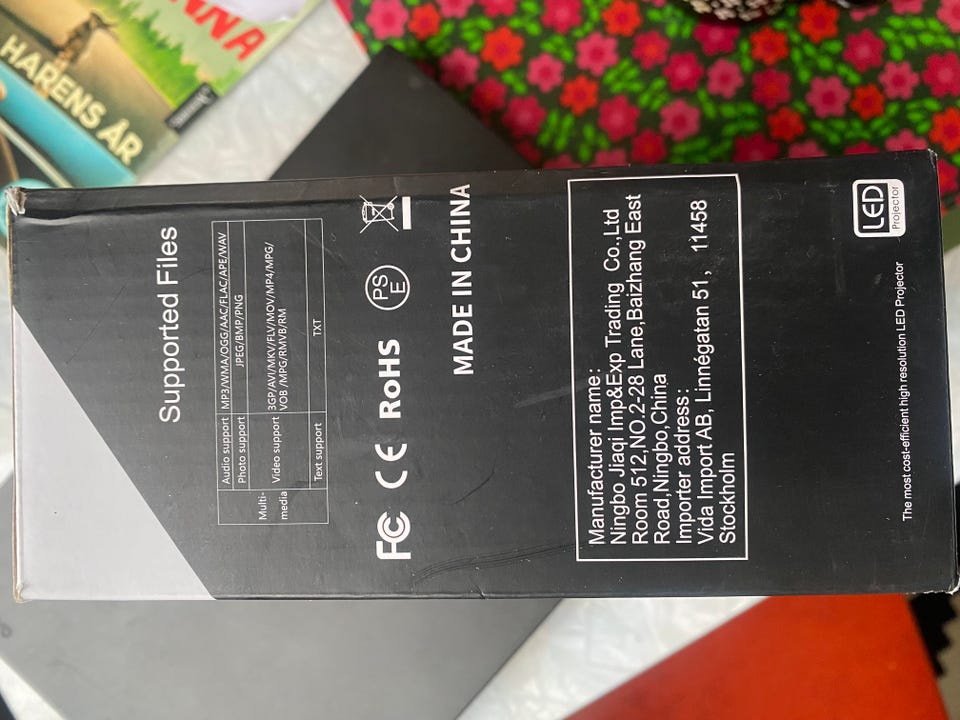 NNA
HARENS ÅR
Supported Files
Multi-media
Audio support MP3/WMA/OGG/AAC/FLAC/APE/WAV
Photo support JPEG/BMP/PNG
Video support 3GP/AVI/MKV/FLV/MOV/MP4/MPG/
VOB /MPG/RMVB/RM
Text support TXT
FC CE RoHS PSE
MADE IN CHINA
Manufacturer name:
Ningbo Jiaqi Imp&Exp Trading Co.,Ltd
Room 512,NO.2-28 Lane,Baizhang East
Road,Ningbo,China
Importer address:
Vida Import AB, Linnégatan 51, 11458
Stockholm
LED
Projector
The most cost-efficient high resolution LED Projector